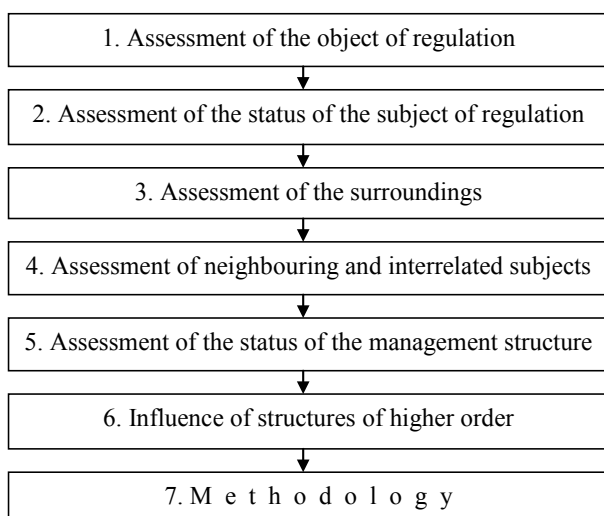 1. Assessment of the object of regulation
2. Assessment of the status of the subject of regulation
3. Assessment of the surroundings
4. Assessment of neighbouring and interrelated subjects
5. Assessment of the status of the management structure
6. Influence of structures of higher order
7. M e t h o d o l o g y